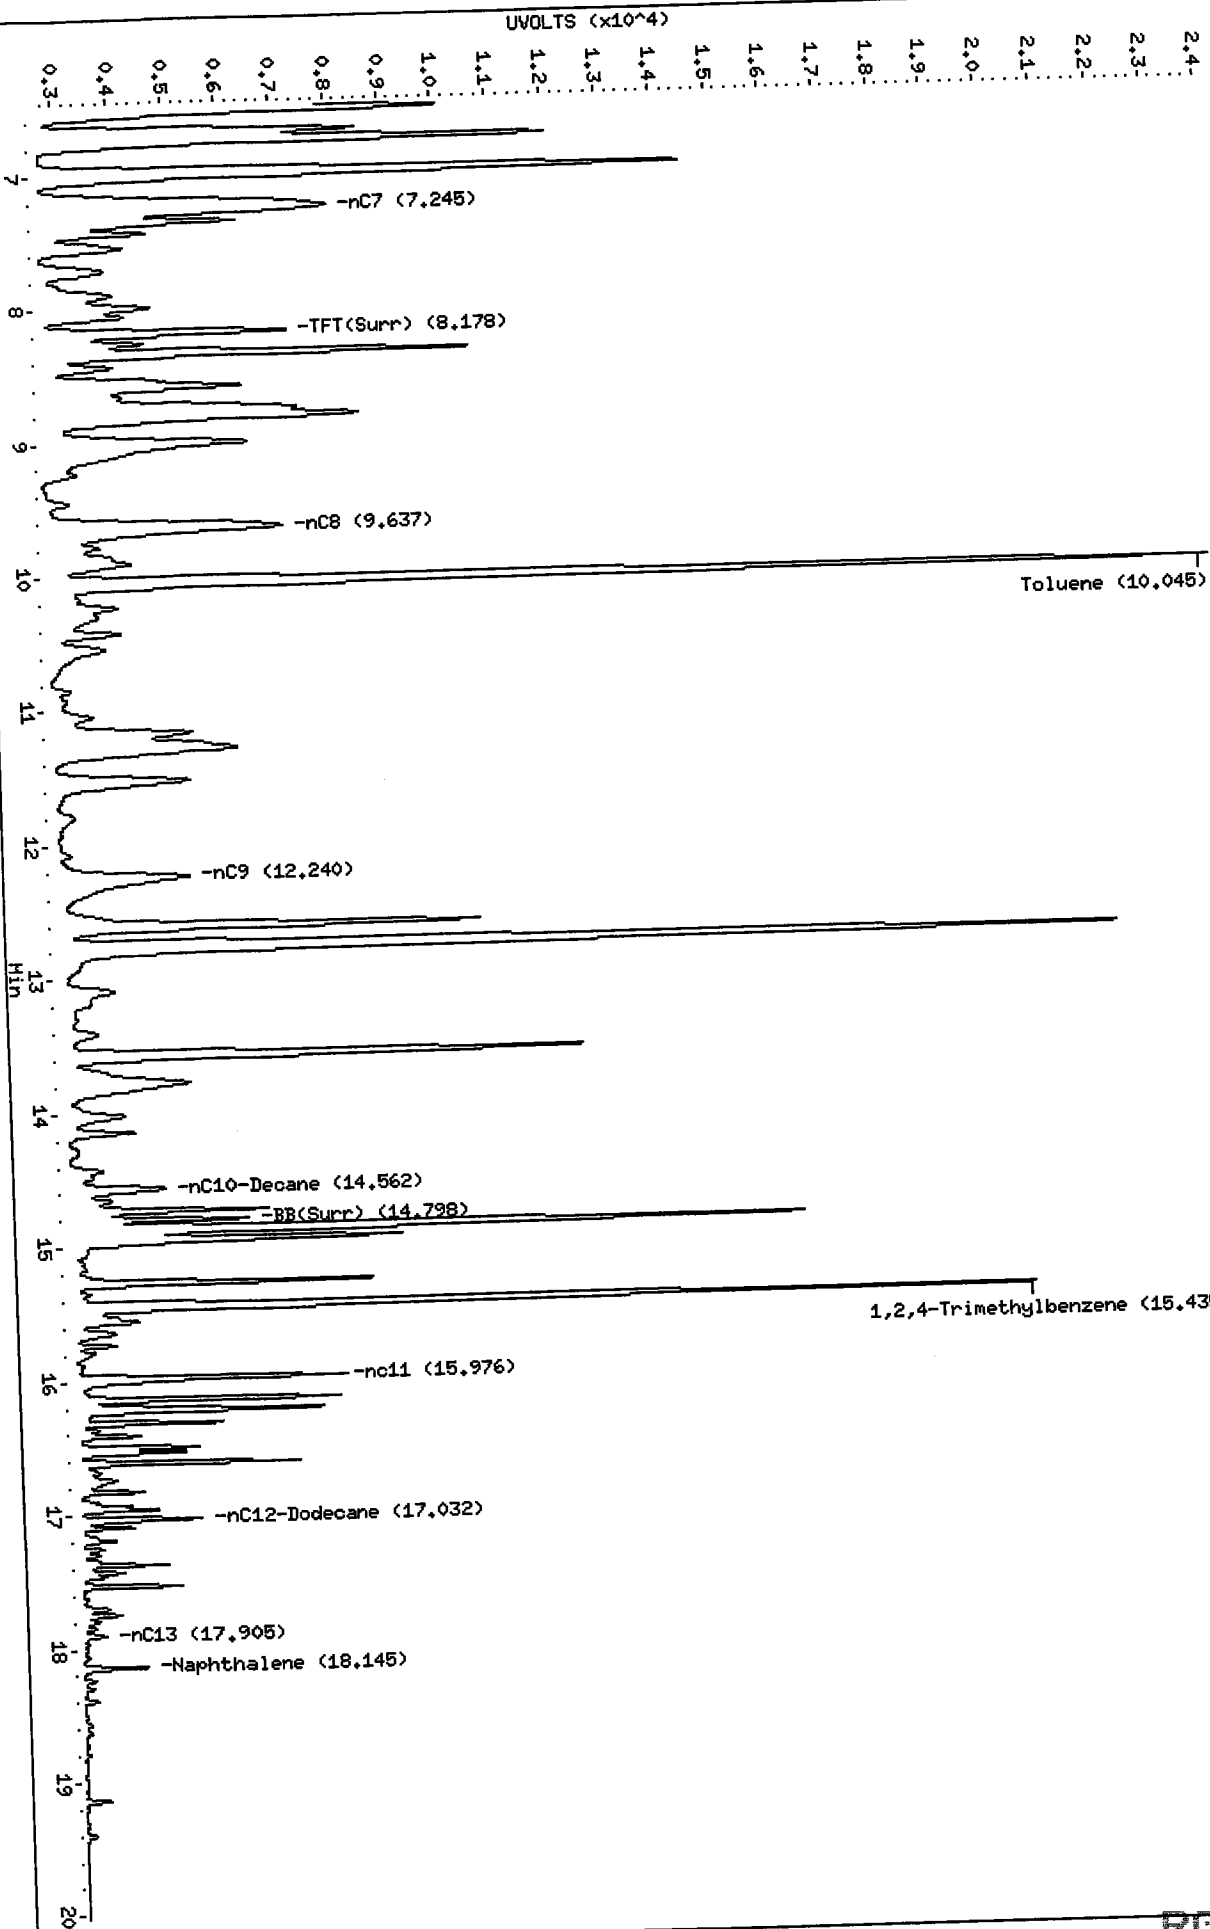 UVOLTS (x10^4)
0.3
0.4
0.5
0.6
0.7
0.8
0.9
1.0
1.1
1.2
1.3
1.4
1.5
1.6
1.7
1.8
1.9
2.0
2.1
2.2
2.3
2.4
7
-nC7 (7.245)
8
-TFT(Surr) (8.178)
9
-nC8 (9.637)
10
Toluene (10.045)
11
12
-nC9 (12.240)
13
Min
14
-nC10-Decane (14.562)
-BB(Surr) (14.798)
15
1,2,4-Trimethylbenzene (15.43
16
-nc11 (15.976)
17
-nC12-Dodecane (17.032)
-nC13 (17.905)
18
-Naphthalene (18.145)
19
20